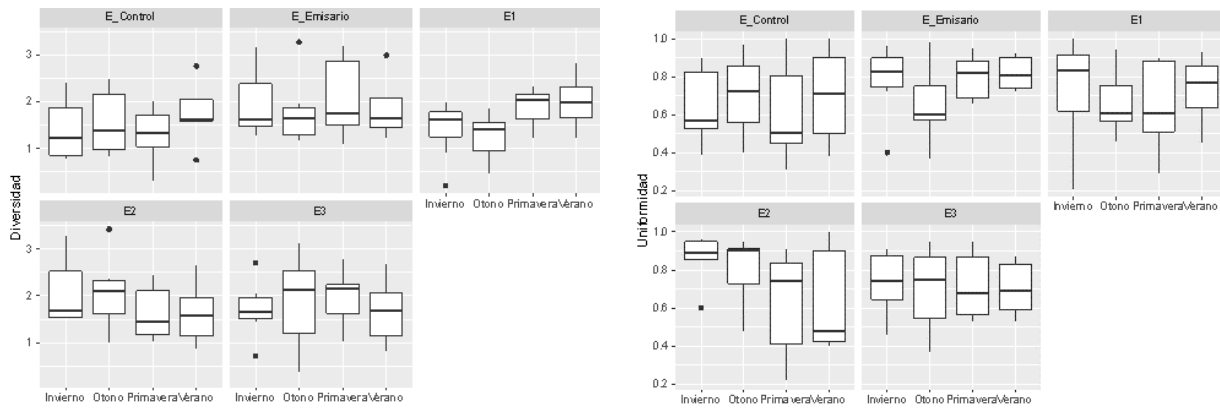 E_Control E_Emisario E1
3
2
1
Invierno Otono Primavera Verano
E2 E3
3
2
1
Invierno Otono Primavera Verano Invierno Otono Primavera Verano
Diversidad
E_Control E_Emisario E1
1.0
0.8
0.6
0.4
0.2
Invierno Otono Primavera Verano
E2 E3
1.0
0.8
0.6
0.4
0.2
Invierno Otono Primavera Verano Invierno Otono Primavera Verano
Uniformidad